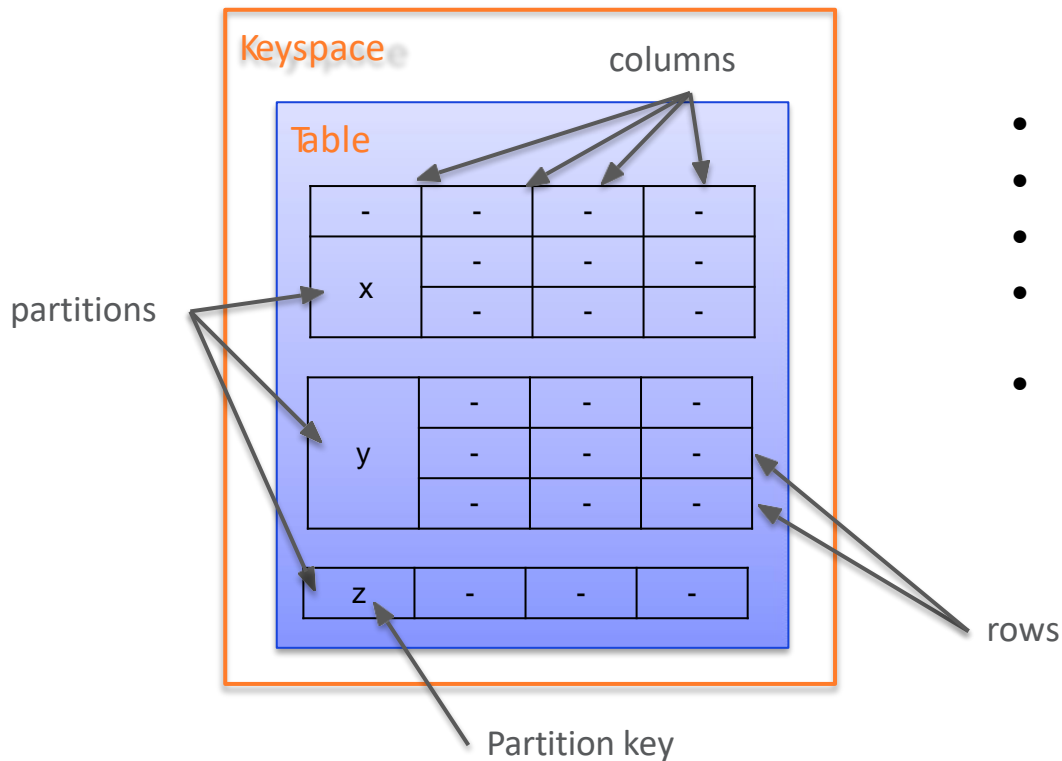 Keyspace
columns
Table
- - - -
x - - -
- - -
partitions
y - - -
- - -
- - -
z - - -
rows
Partition key
•
•
•
•
•